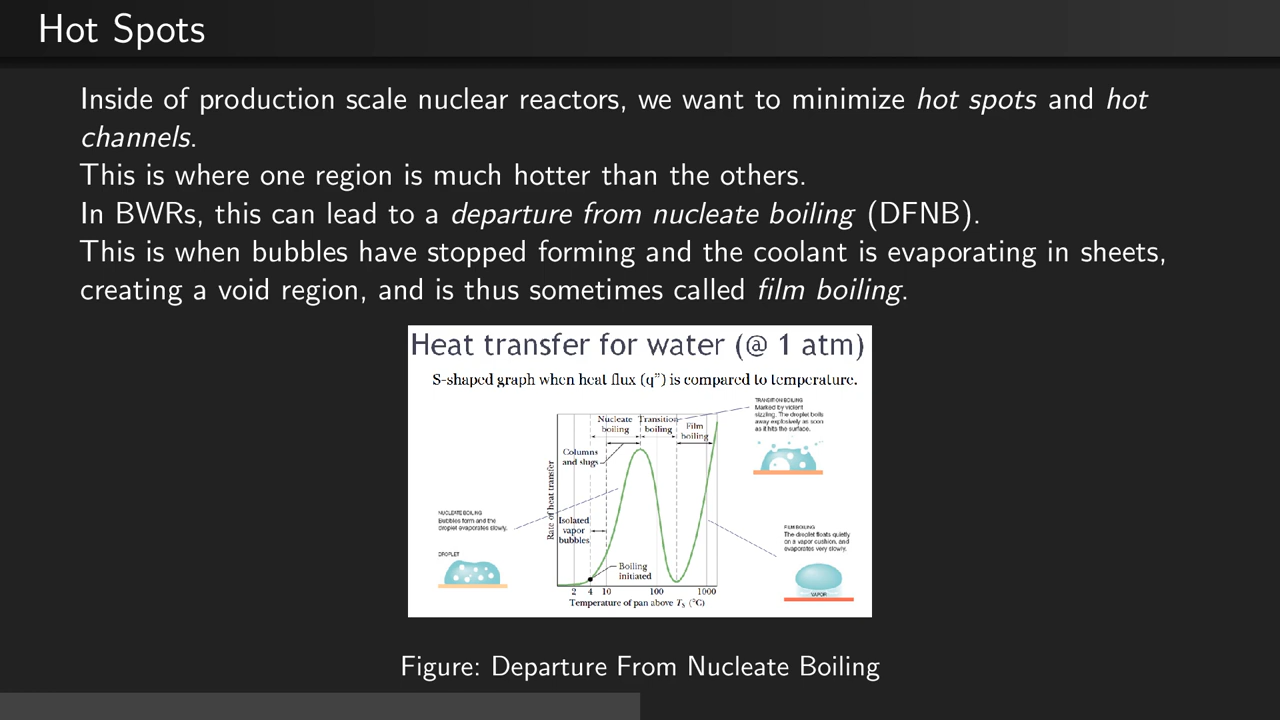 Hot Spots
Inside of production scale nuclear reactors, we want to minimize hot spots and hot
channels.
This is where one region is much hotter than the others.
In BWRs, this can lead to a departure from nucleate boiling (DFNB).
This is when bubbles have stopped forming and the coolant is evaporating in sheets,
creating a void region, and is thus sometimes called film boiling.
Heat transfer for water (@ 1 atm)
S-shaped graph when heat flux (q”) is compared to temperature.
TRANSITION BOILING
Marked by violent
sizzling. The droplet boils
away explosively as soon
as it hits the surface.
Nucleate
boiling
Transition
boiling
Film
boiling
Columns
and slugs
Rate of heat transfer
NUCLEATE BOILING
Bubbles form and the
droplet evaporates slowly.
Isolated
vapor
bubbles
FILM BOILING
The droplet floats quietly
on a vapor cushion, and
evaporates very slowly.
DROPLET
Boiling
initiated
VAPOR
2 4 10 100 1000
Temperature of pan above TS (°C)
Figure: Departure From Nucleate Boiling